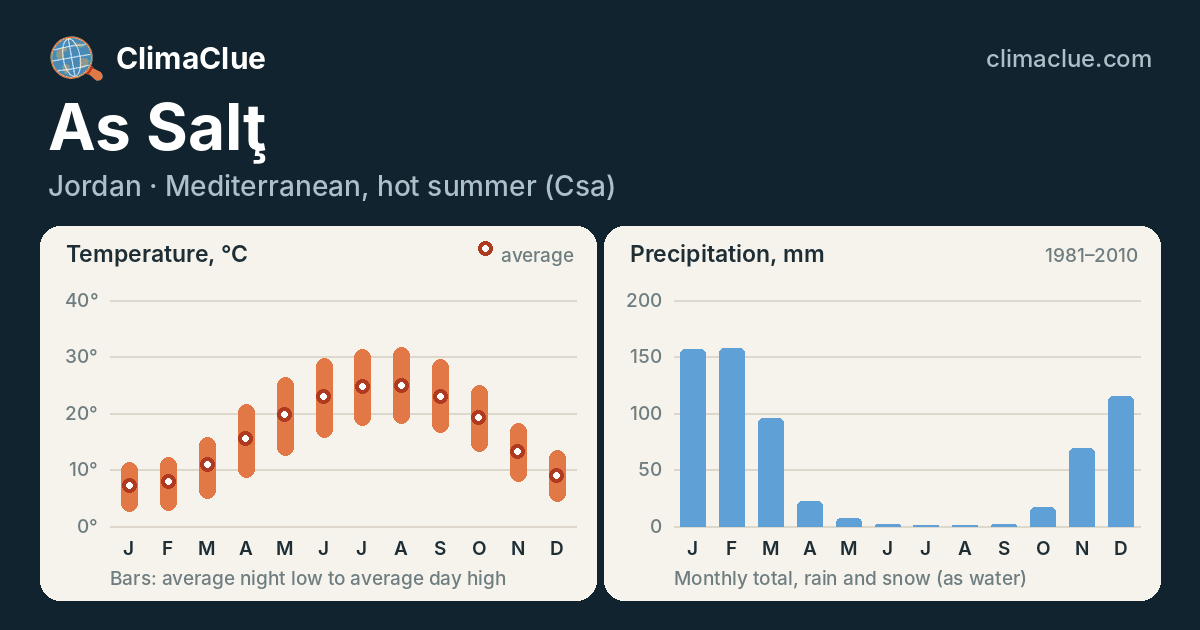 ClimaClue
climaclue.com
As Salţ
Jordan · Mediterranean, hot summer (Csa)
Temperature, °C
average
40°
30°
20°
10°
0°
J F M A M J J A S O N D
Bars: average night low to average day high
Precipitation, mm
1981–2010
200
150
100
50
0
J F M A M J J A S O N D
Monthly total, rain and snow (as water)